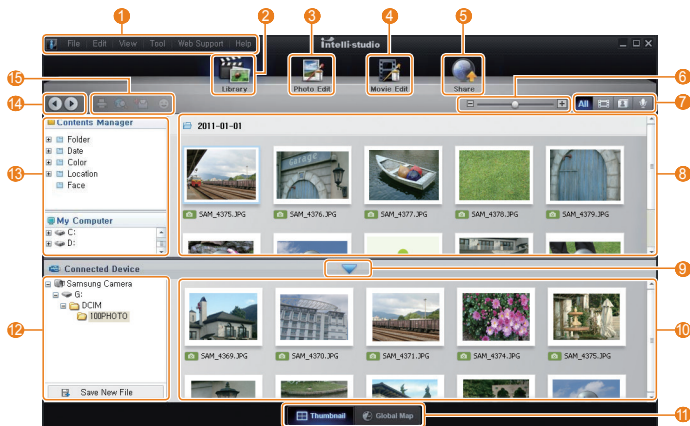 1 2 3 4 5
File Edit View Tool Web Support Help
intelli-studio
Library Photo Edit Movie Edit Share
15 6
14 All 7
Contents Manager
Folder
Date
Color
Location
Face
13
My Computer
C:
D:
2011-01-01
8
SAM_4375.JPG SAM_4376.JPG SAM_4377.JPG SAM_4378.JPG SAM_4379.JPG
Connected Device 9
Samsung Camera
G:
DCIM
100PHOTO
12
Save New File
SAM_4369.JPG SAM_4370.JPG SAM_4371.JPG SAM_4374.JPG SAM_4375.JPG
10
Thumbnail Global Map 11